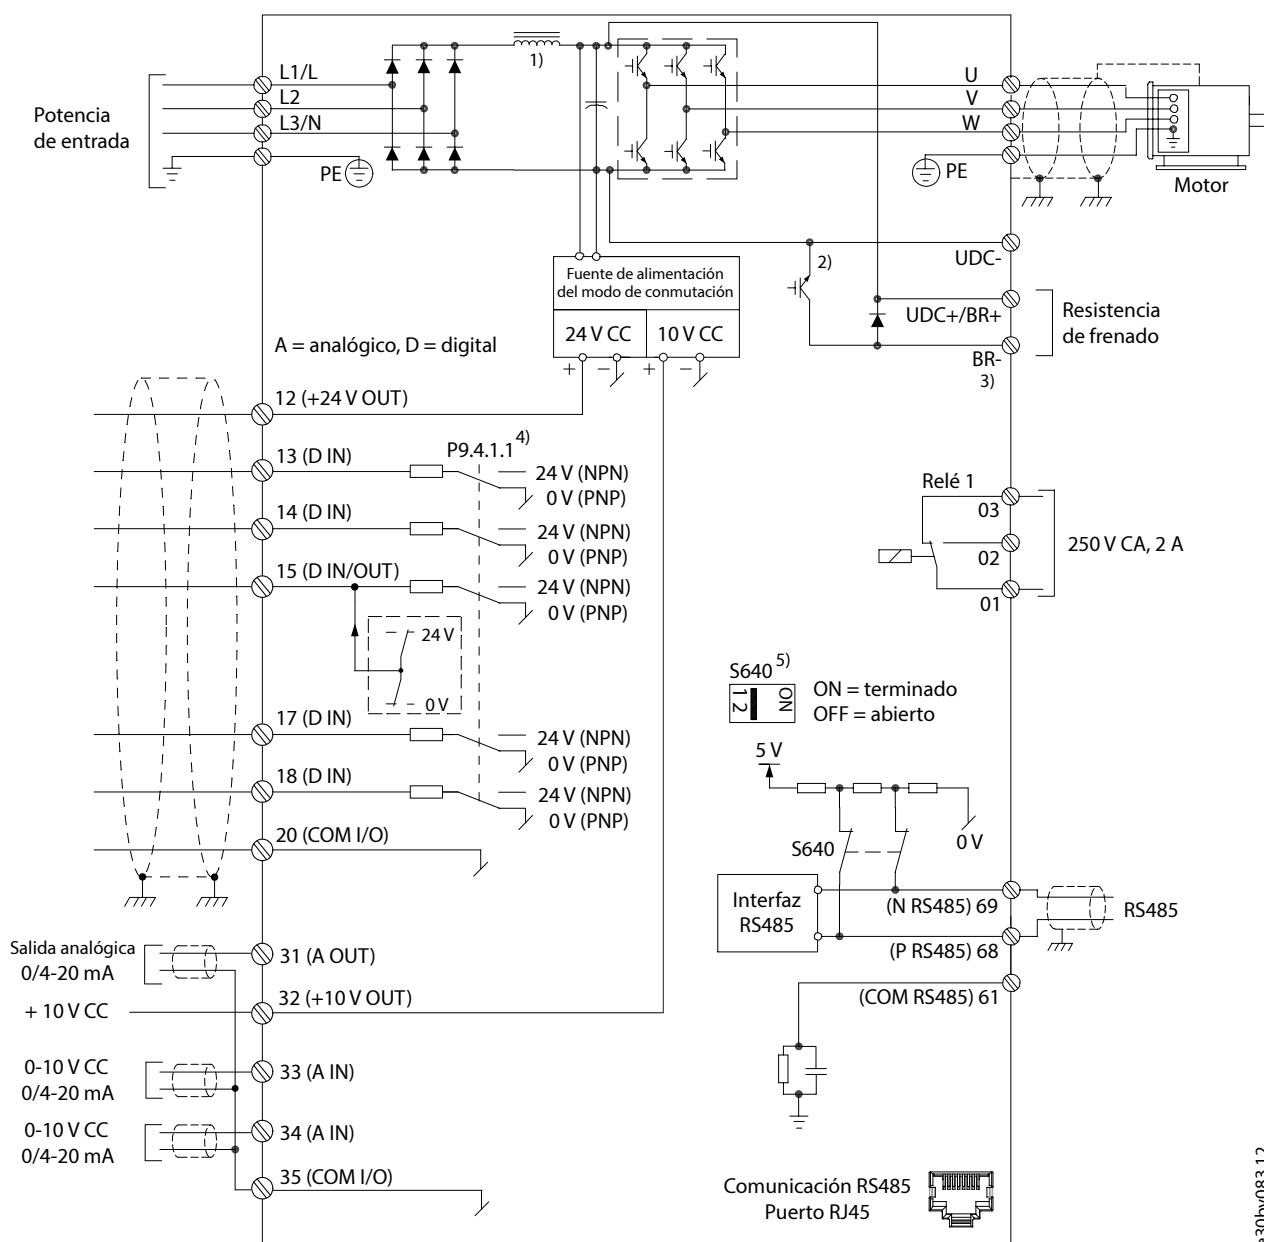 L1/L
L2
L3/N
PE
Potencia
de entrada
1)
U
V
W
PE
Motor
UDC-
2)
UDC+/BR+
BR-
3)
Resistencia
de frenado
Fuente de alimentación
del modo de conmutación
24 V CC
10 V CC
+ − + −
A = analógico, D = digital
12 (+24 V OUT)
13 (D IN)
P9.4.1.1 4)
24 V (NPN)
0 V (PNP)
14 (D IN)
24 V (NPN)
0 V (PNP)
15 (D IN/OUT)
24 V (NPN)
0 V (PNP)
24 V
0 V
17 (D IN)
24 V (NPN)
0 V (PNP)
18 (D IN)
24 V (NPN)
0 V (PNP)
20 (COM I/O)
Relé 1
03
02
01
250 V CA, 2 A
S640 5)
1 2
ON
ON = terminado
OFF = abierto
5 V
S640
0 V
Interfaz
RS485
(N RS485) 69
(P RS485) 68
RS485
(COM RS485) 61
Salida analógica
0/4-20 mA
31 (A OUT)
+ 10 V CC
32 (+10 V OUT)
0-10 V CC
0/4-20 mA
33 (A IN)
0-10 V CC
0/4-20 mA
34 (A IN)
35 (COM I/O)
Comunicación RS485
Puerto RJ45
e30bv083.12